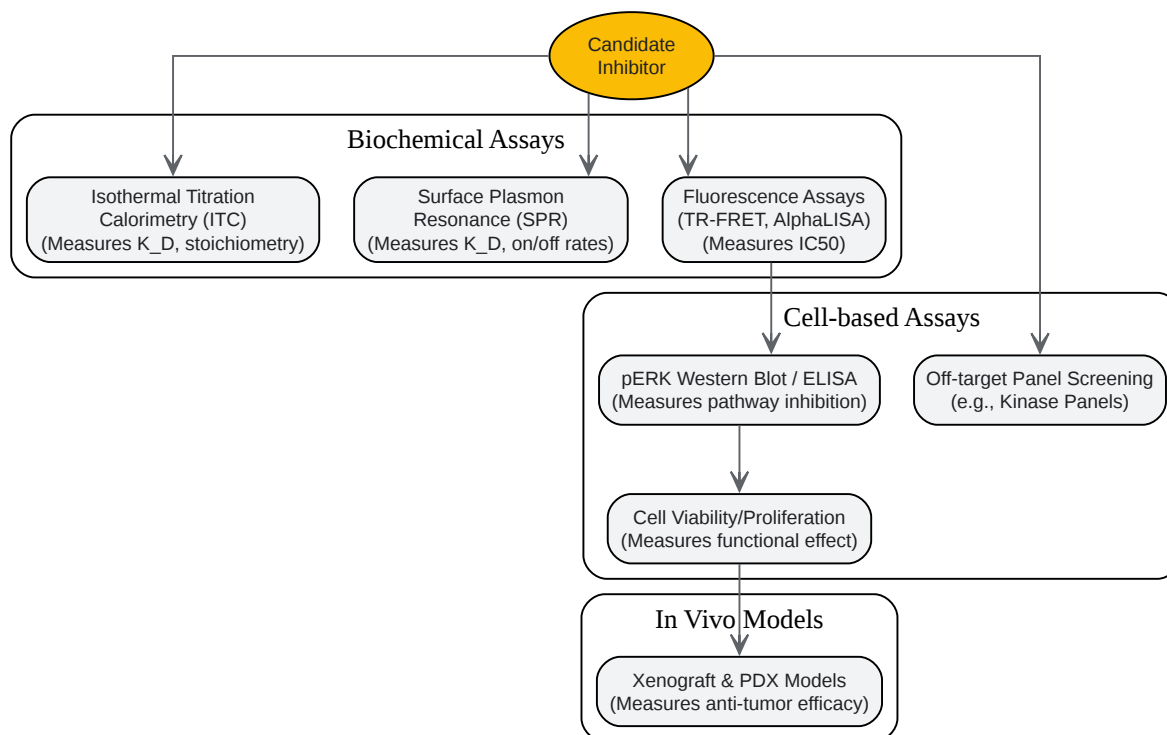 Candidate
Inhibitor
Biochemical Assays
Isothermal Titration
Calorimetry (ITC)
(Measures K_D, stoichiometry)
Surface Plasmon
Resonance (SPR)
(Measures K_D, on/off rates)
Fluorescence Assays
(TR-FRET, AlphaLISA)
(Measures IC50)
Cell-based Assays
pERK Western Blot / ELISA
(Measures pathway inhibition)
Off-target Panel Screening
(e.g., Kinase Panels)
Cell Viability/Proliferation
(Measures functional effect)
In Vivo Models
Xenograft & PDX Models
(Measures anti-tumor efficacy)